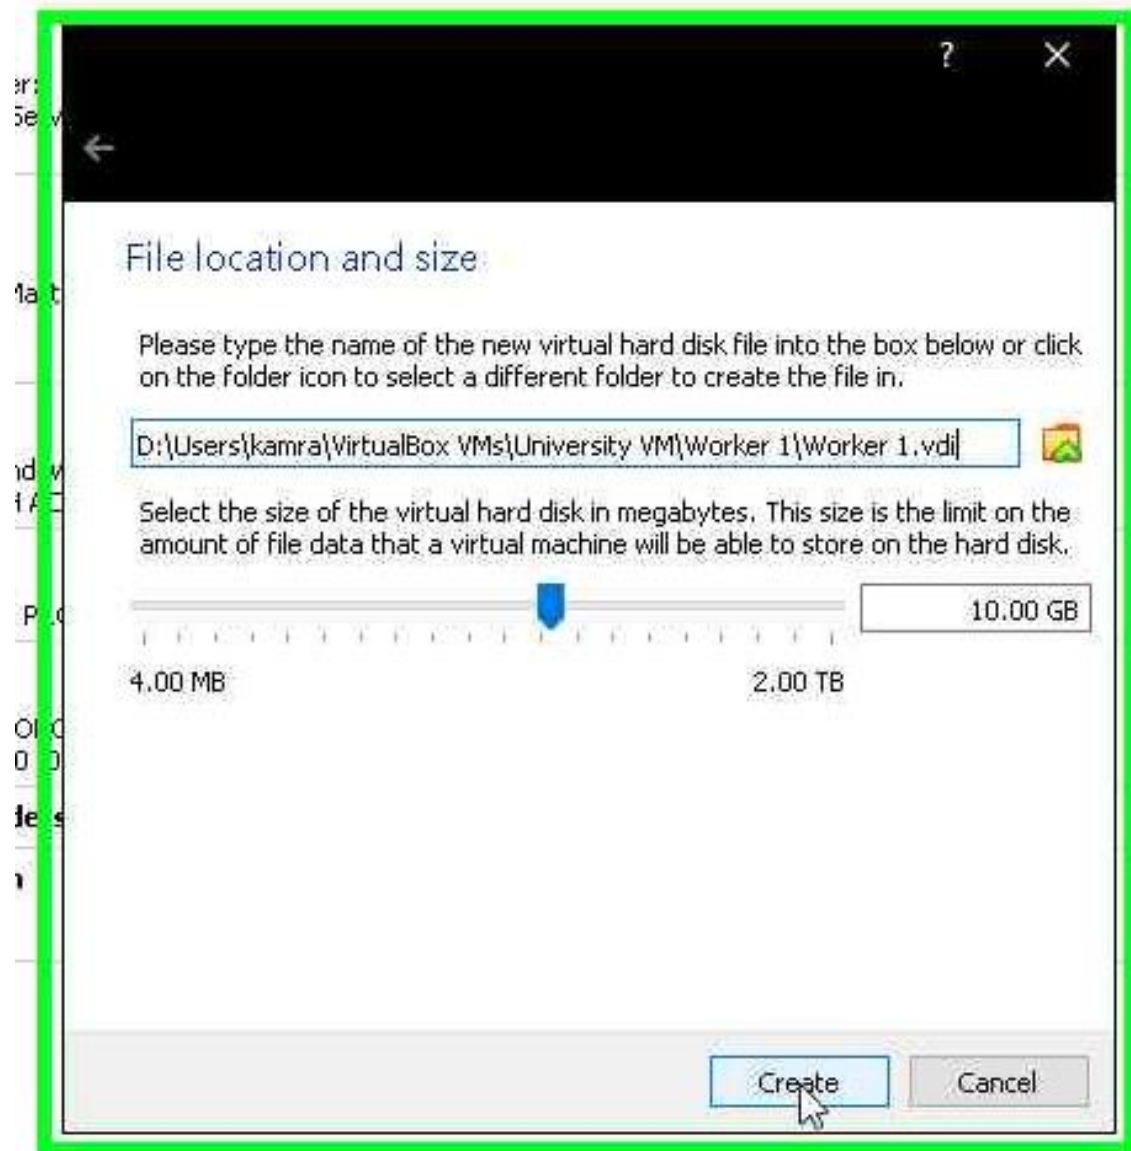 ?
File location and size
Please type the name of the new virtual hard disk file into the box below or click
on the folder icon to select a different folder to create the file in.
D:\Users\kamra\VirtualBox VMs\University VM\Worker 1\Worker 1.vdi
Select the size of the virtual hard disk in megabytes. This size is the limit on the
amount of file data that a virtual machine will be able to store on the hard disk.
10.00 GB
4.00 MB 2.00 TB
Create Cancel